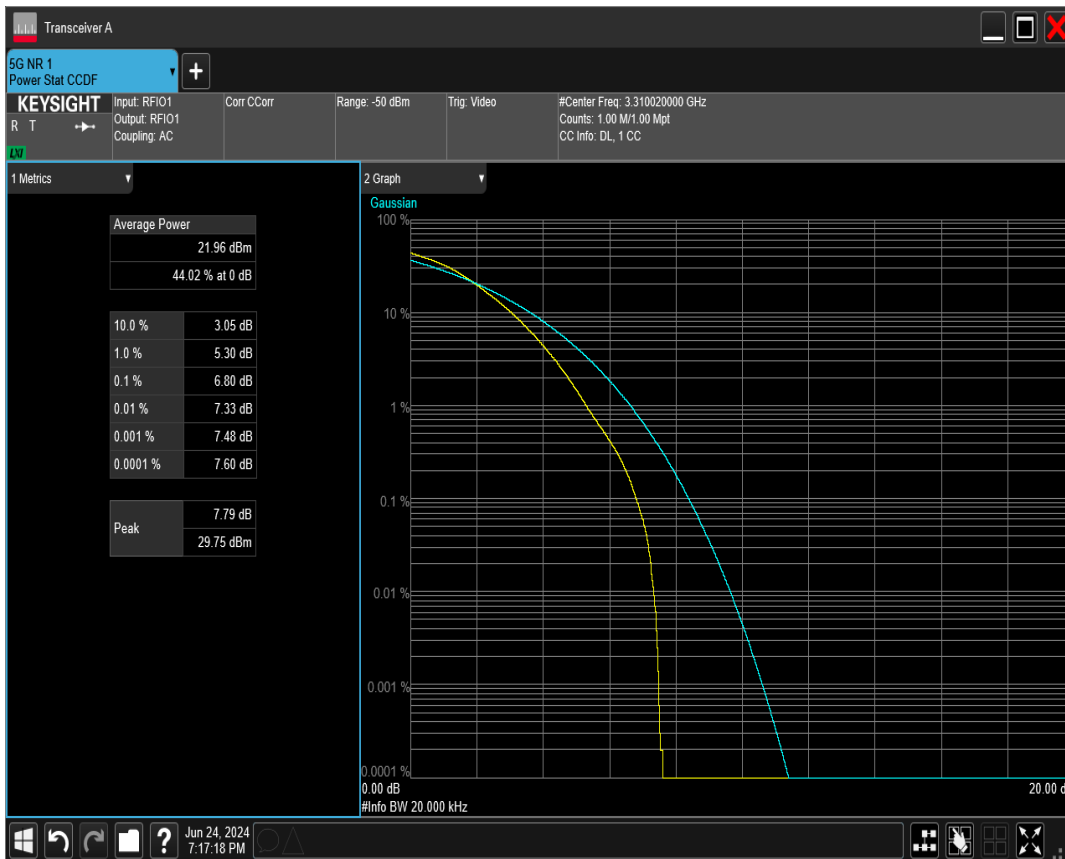 Transceiver A
5G NR 1
Power Stat CCDF
KEYSIGHT
R T
LXI
Input: RFIO1
Output: RFIO1
Coupling: AC
Corr CCorr
Range: -50 dBm
Trig: Video
#Center Freq: 3.310020000 GHz
Counts: 1.00 M/1.00 Mpt
CC Info: DL, 1 CC
1 Metrics
Average Power
21.96 dBm
44.02 % at 0 dB
10.0 % 3.05 dB
1.0 % 5.30 dB
0.1 % 6.80 dB
0.01 % 7.33 dB
0.001 % 7.48 dB
0.0001 % 7.60 dB
Peak
7.79 dB
29.75 dBm
2 Graph
Gaussian
100 %
10 %
1 %
0.1 %
0.01 %
0.001 %
0.0001 %
0.00 dB 20.00 d
#Info BW 20.000 kHz
Jun 24, 2024
7:17:18 PM